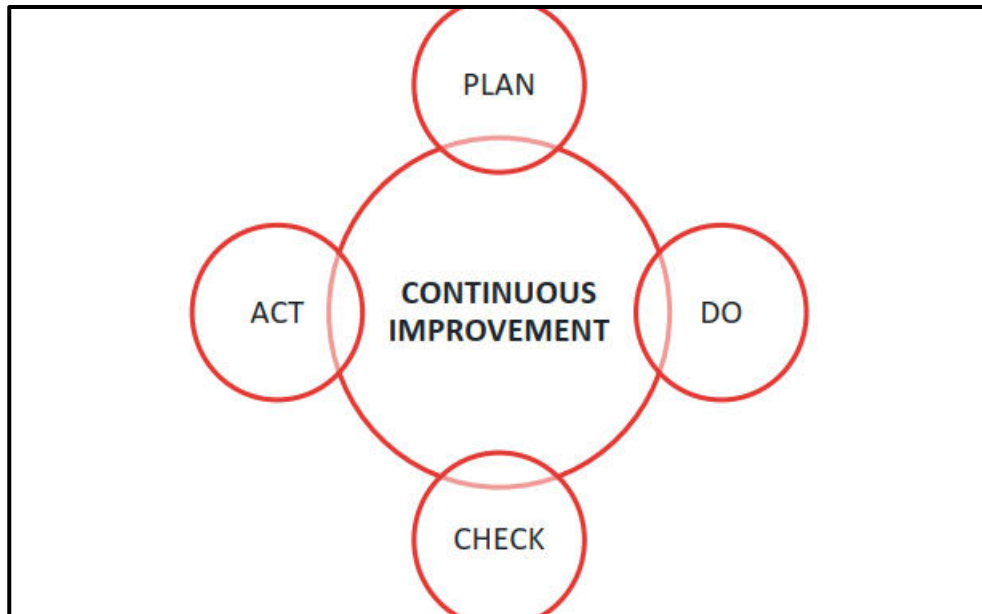 PLAN
ACT
CONTINUOUS
IMPROVEMENT
DO
CHECK